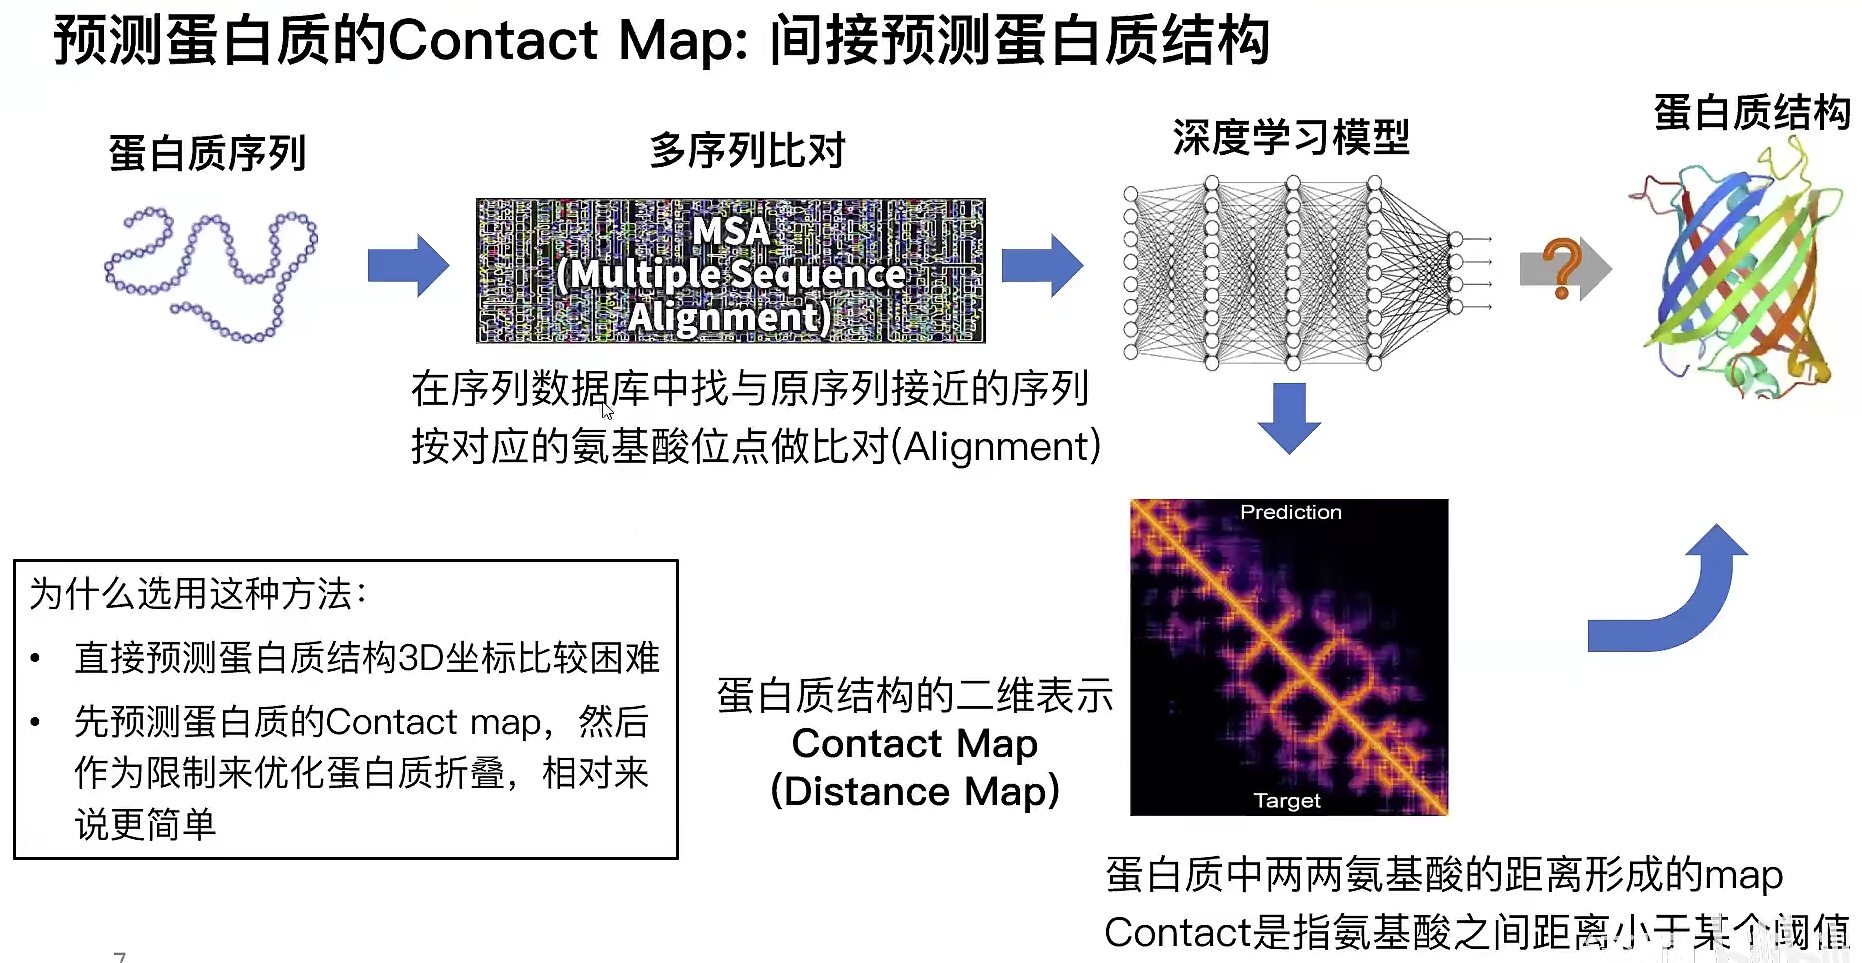 预测蛋白质的Contact Map: 间接预测蛋白质结构
蛋白质序列
多序列比对
深度学习模型
蛋白质结构
MSA
(Multiple Sequence
Alignment)
?
在序列数据库中找与原序列接近的序列
按对应的氨基酸位点做比对(Alignment)
为什么选用这种方法：
• 直接预测蛋白质结构3D坐标比较困难
• 先预测蛋白质的Contact map，然后
作为限制来优化蛋白质折叠，相对来
说更简单
蛋白质结构的二维表示
Contact Map
(Distance Map)
Prediction
Target
蛋白质中两两氨基酸的距离形成的map
Contact是指氨基酸之间距离小于某个阈值
7